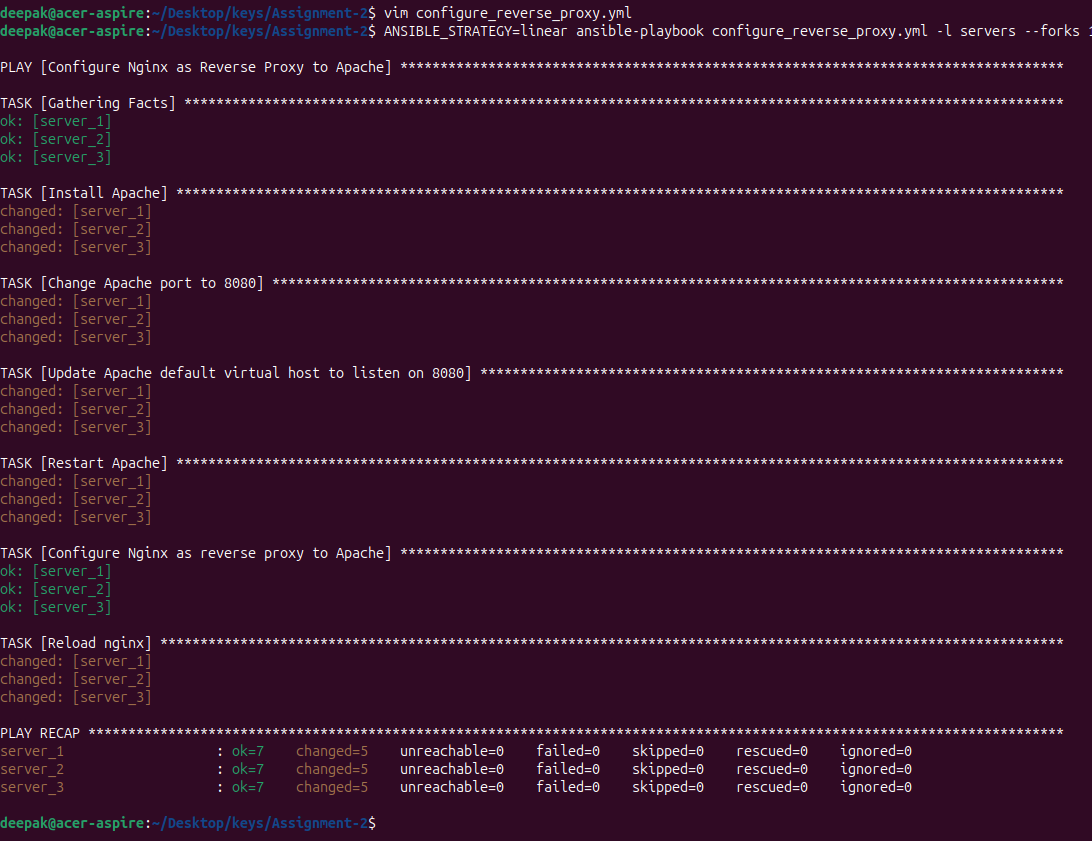 deepak@acer-aspire:~/Desktop/keys/Assignment-2$ vim configure_reverse_proxy.yml
deepak@acer-aspire:~/Desktop/keys/Assignment-2$ ANSIBLE_STRATEGY=linear ansible-playbook configure_reverse_proxy.yml -l servers --forks 1
PLAY [Configure Nginx as Reverse Proxy to Apache] ***********************************************************************************
TASK [Gathering Facts] **************************************************************************************************************
ok: [server_1]
ok: [server_2]
ok: [server_3]
TASK [Install Apache] ***************************************************************************************************************
changed: [server_1]
changed: [server_2]
changed: [server_3]
TASK [Change Apache port to 8080] ***************************************************************************************************
changed: [server_1]
changed: [server_2]
changed: [server_3]
TASK [Update Apache default virtual host to listen on 8080] *************************************************************************
changed: [server_1]
changed: [server_2]
changed: [server_3]
TASK [Restart Apache] ***************************************************************************************************************
changed: [server_1]
changed: [server_2]
changed: [server_3]
TASK [Configure Nginx as reverse proxy to Apache] ***********************************************************************************
ok: [server_1]
ok: [server_2]
ok: [server_3]
TASK [Reload nginx] *****************************************************************************************************************
changed: [server_1]
changed: [server_2]
changed: [server_3]
PLAY RECAP **************************************************************************************************************************
server_1                   : ok=7    changed=5    unreachable=0    failed=0    skipped=0    rescued=0    ignored=0
server_2                   : ok=7    changed=5    unreachable=0    failed=0    skipped=0    rescued=0    ignored=0
server_3                   : ok=7    changed=5    unreachable=0    failed=0    skipped=0    rescued=0    ignored=0
deepak@acer-aspire:~/Desktop/keys/Assignment-2$